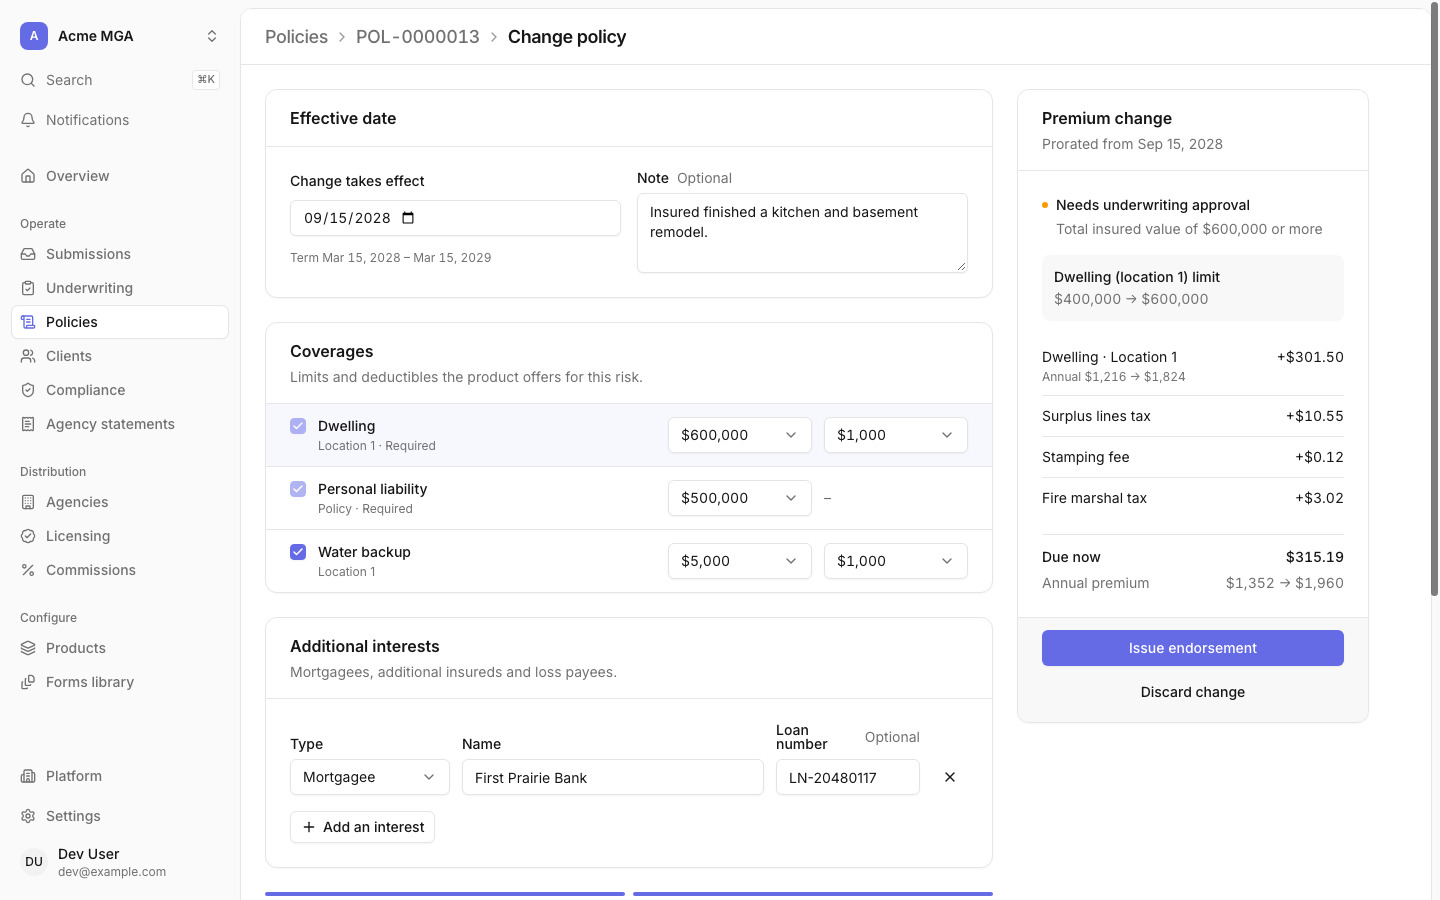 A
Acme MGA
Search
⌘K
Notifications
Overview
Operate
Submissions
Underwriting
Policies
Clients
Compliance
Agency statements
Distribution
Agencies
Licensing
Commissions
Configure
Products
Forms library
Platform
Settings
DU
Dev User
dev@example.com
Policies > POL-0000013 > Change policy
Effective date
Change takes effect
09/15/2028
Term Mar 15, 2028 – Mar 15, 2029
Note Optional
Insured finished a kitchen and basement
remodel.
Coverages
Limits and deductibles the product offers for this risk.
Dwelling
Location 1 · Required
$600,000
$1,000
Personal liability
Policy · Required
$500,000
–
Water backup
Location 1
$5,000
$1,000
Additional interests
Mortgagees, additional insureds and loss payees.
Type
Mortgagee
Name
First Prairie Bank
Loan
number
Optional
LN-20480117
Add an interest
Premium change
Prorated from Sep 15, 2028
Needs underwriting approval
Total insured value of $600,000 or more
Dwelling (location 1) limit
$400,000 → $600,000
Dwelling · Location 1 +$301.50
Annual $1,216 → $1,824
Surplus lines tax +$10.55
Stamping fee +$0.12
Fire marshal tax +$3.02
Due now $315.19
Annual premium $1,352 → $1,960
Issue endorsement
Discard change